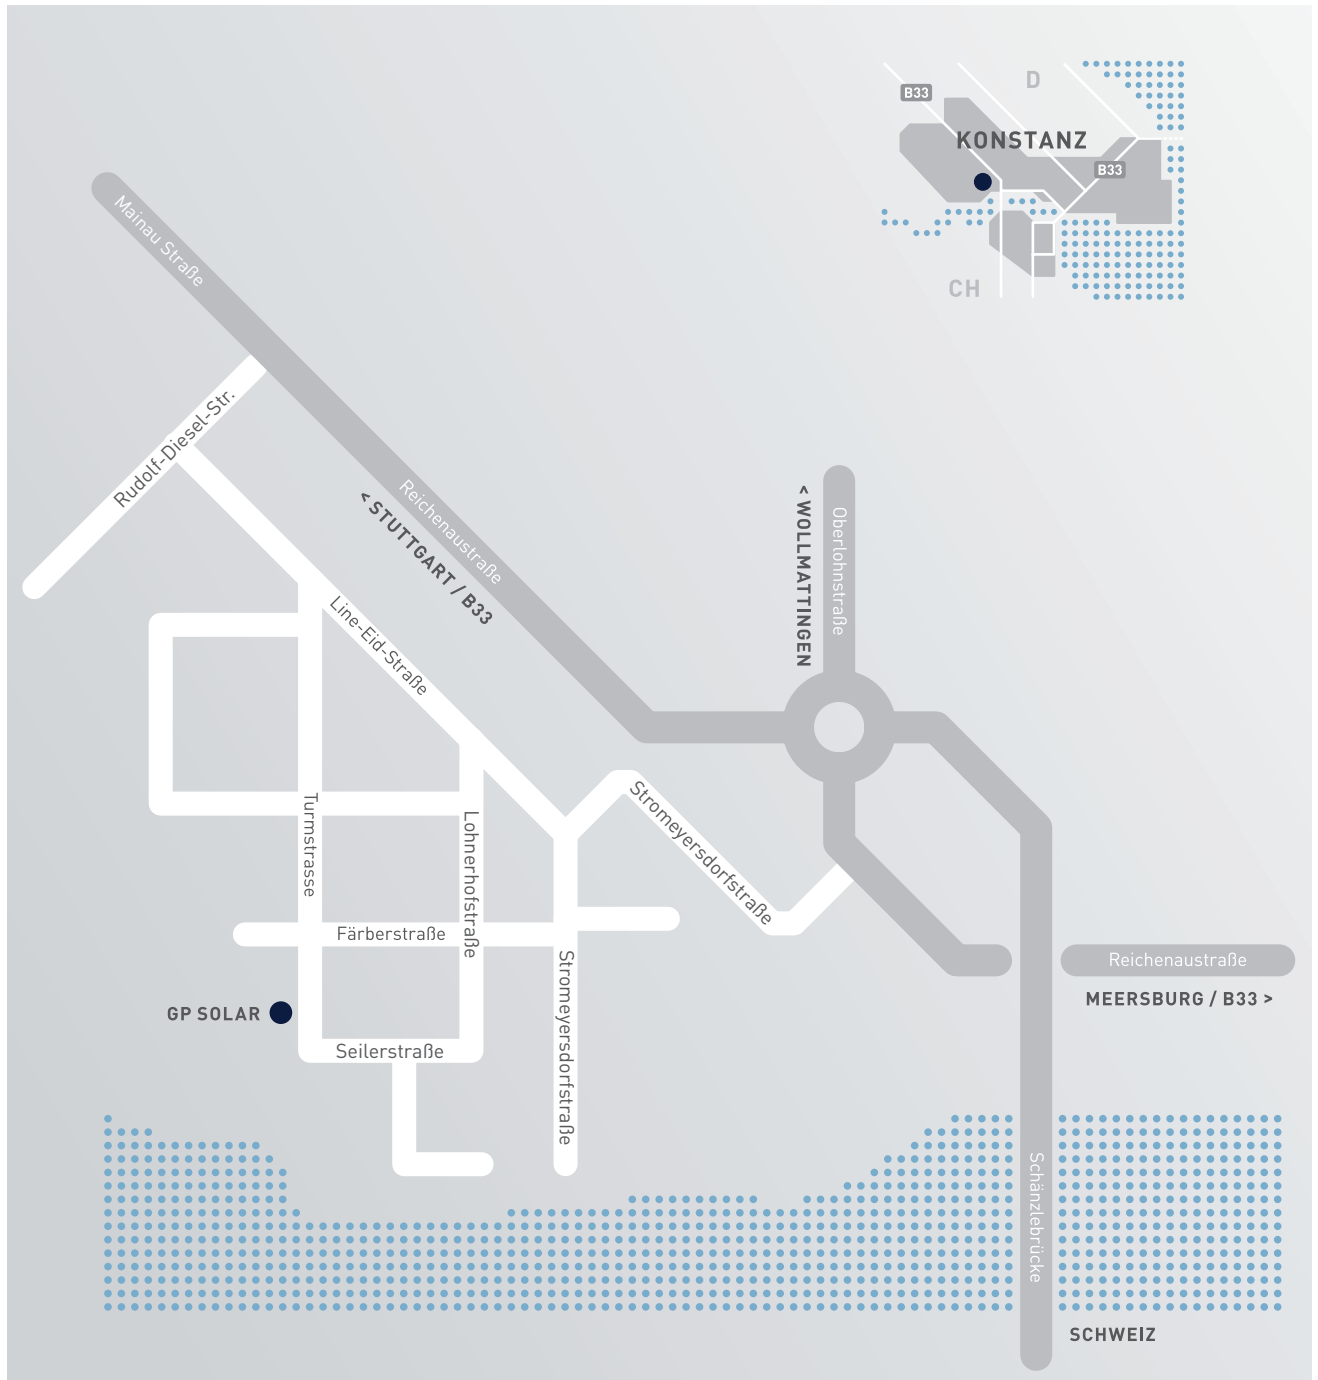 D
B33
KONSTANZ
B33
CH
Mainau Straße
Rudolf-Diesel-Str.
Reichenaustraße
< STUTTGART / B33
< WOLLMATTINGEN
Oberlohnstraße
Line-Eid-Straße
Stromeyersdorfstraße
Turmstrasse
Lohnerhofstraße
Färberstraße
Stromeyersdorfstraße
Reichenaustraße
MEERSBURG / B33 >
GP SOLAR
Seilerstraße
Schänzlebrücke
SCHWEIZ